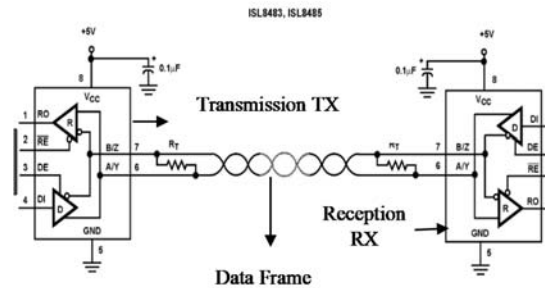 ISL8483, ISL8485
+5V
+5V
8
0.1µF
0.1µF
8
VCC
VCC
Transmission TX
1 RO
R
2 RE
B/Z 7
RT
RT
7 B/Z
D
DI
DE
3 DE
A/Y 6
6 A/Y
RE
4 DI
D
Reception
RX
R
RO
GND
GND
5
5
Data Frame